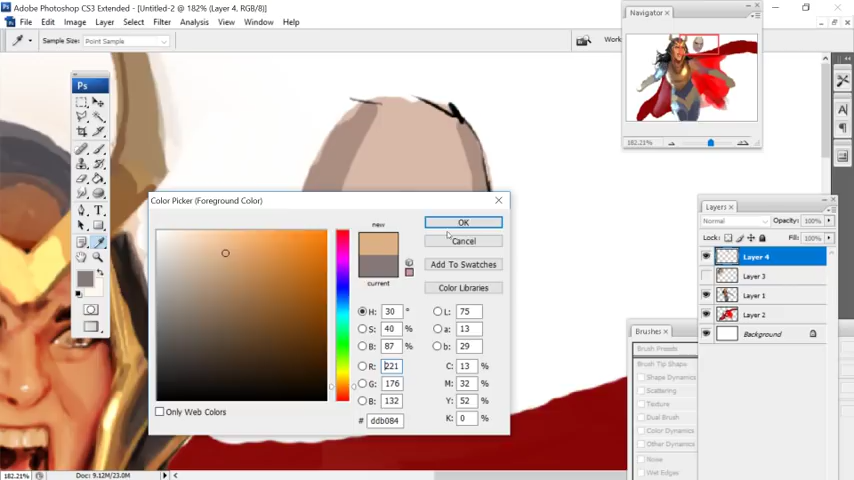 Adobe Photoshop CS3 Extended - [Untitled-2 @ 182% (Layer 4, RGB/8)]
File Edit Image Layer Select Filter Analysis View Window Help
Sample Size: Point Sample
Work
Navigator
182.21%
Ps
T
Color Picker (Foreground Color)
new
current
OK
Cancel
Add To Swatches
Color Libraries
H: 30 °
S: 40 %
B: 87 %
R: 221
G: 176
B: 132
# ddb084
L: 75
a: 13
b: 29
C: 13 %
M: 32 %
Y: 52 %
K: 0 %
Only Web Colors
Layers
Normal Opacity: 100%
Lock: Fill: 100%
Layer 4
Layer 3
Layer 1
Layer 2
Background
Brushes
Brush Presets
Brush Tip Shape
Shape Dynamics
Scattering
Texture
Dual Brush
Color Dynamics
Other Dynamics
Noise
Wet Edges
182.21% Doc: 9.12M/23.0M